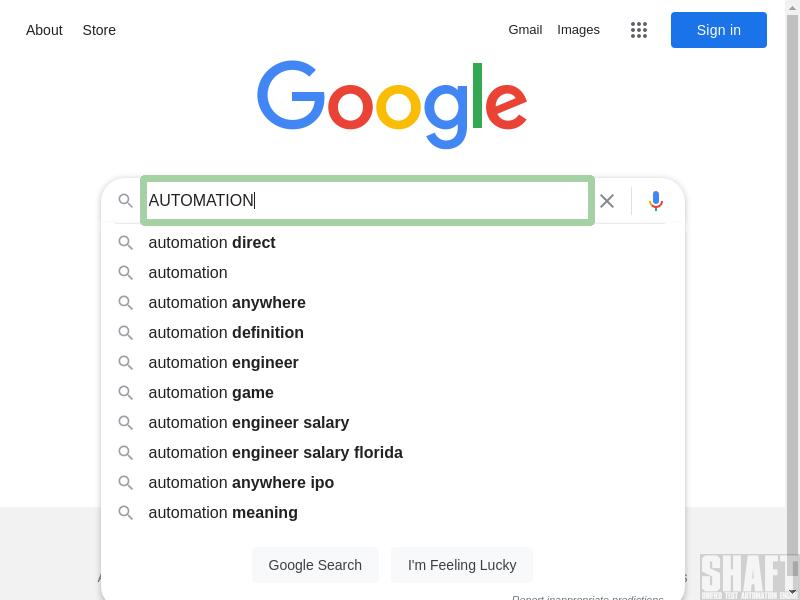 About Store Gmail Images Sign in
Google
AUTOMATION
automation direct
automation
automation anywhere
automation definition
automation engineer
automation game
automation engineer salary
automation engineer salary florida
automation anywhere ipo
automation meaning
Google Search I'm Feeling Lucky
Report inappropriate predictions
SHAFT